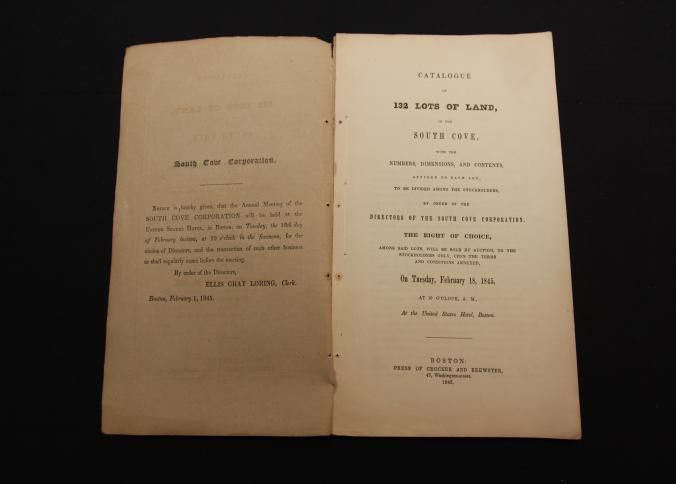 South Cove Corporation.
Notice is hereby given, that the Annual Meeting of the
SOUTH COVE CORPORATION will be held at the
United States Hotel, in Boston, on Tuesday, the 18th day
of February instant, at 10 o'clock in the forenoon, for the
choice of Directors, and the transaction of such other business
as shall regularly come before the meeting.
By order of the Directors,
ELLIS GRAY LORING, Clerk.
Boston, February 1, 1845.
CATALOGUE
OF
132 LOTS OF LAND,
IN THE
SOUTH COVE,
WITH THE
NUMBERS, DIMENSIONS, AND CONTENTS,
AFFIXED TO EACH LOT,
TO BE DIVIDED AMONG THE STOCKHOLDERS,
BY ORDER OF THE
DIRECTORS OF THE SOUTH COVE CORPORATION.
THE RIGHT OF CHOICE,
AMONG SAID LOTS, WILL BE SOLD BY AUCTION, TO THE
STOCKHOLDERS ONLY, UPON THE TERMS
AND CONDITIONS ANNEXED,
On Tuesday, February 18, 1845,
AT 10 O'CLOCK, A. M.
At the United States Hotel, Boston.
BOSTON:
PRESS OF CROCKER AND BREWSTER,
47, Washington-street.
1845.